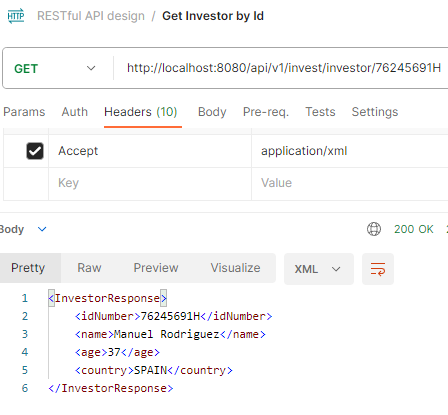 HTTP RESTful API design / Get Investor by Id
GET http://localhost:8080/api/v1/invest/investor/76245691H
Params Auth Headers (10) Body Pre-req. Tests Settings
Accept application/xml
Key Value
Body 200 OK
Pretty Raw Preview Visualize XML
1 <InvestorResponse>
2 <idNumber>76245691H</idNumber>
3 <name>Manuel Rodriguez</name>
4 <age>37</age>
5 <country>SPAIN</country>
6 </InvestorResponse>